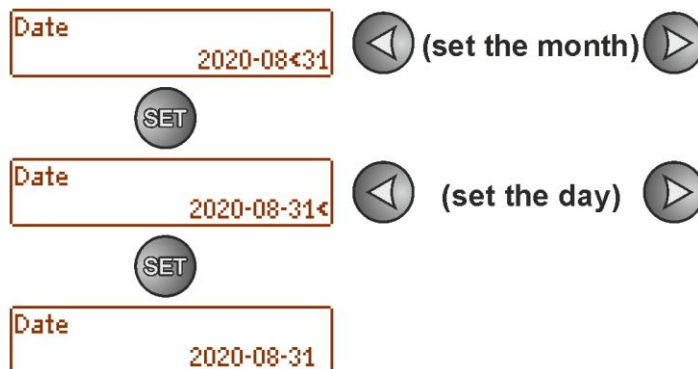 Date
2020-08<31
(set the month)
SET
Date
2020-08-31<
(set the day)
SET
Date
2020-08-31